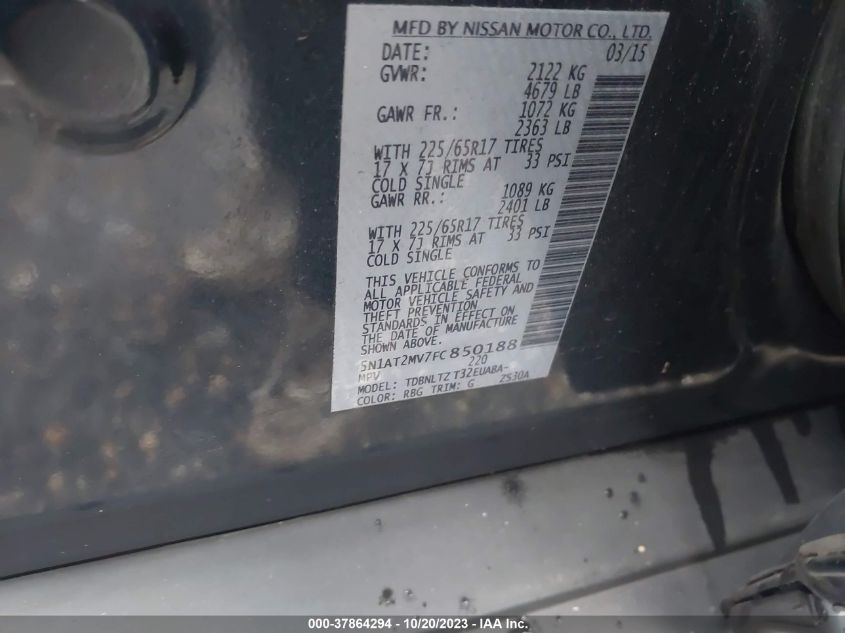 MFD BY NISSAN MOTOR CO., LTD.
DATE: 03/15
GVWR: 2122 KG
4679 LB
GAWR FR.: 1072 KG
2363 LB
WITH 225/65R17 TIRES
17 X 7J RIMS AT 33 PSI
COLD SINGLE
GAWR RR.: 1089 KG
2401 LB
WITH 225/65R17 TIRES
17 X 7J RIMS AT 33 PSI
COLD SINGLE
THIS VEHICLE CONFORMS TO
ALL APPLICABLE FEDERAL
MOTOR VEHICLE SAFETY AND
THEFT PREVENTION
STANDARDS IN EFFECT ON
THE DATE OF MANUFACTURE
SHOWN ABOVE.
5N1AT2MV7FC850188
MPV 220
MODEL: TDBNLTZ T32EUABA-
COLOR: RBG TRIM: G ZS30A
000-37864294 - 10/20/2023 - IAA Inc.